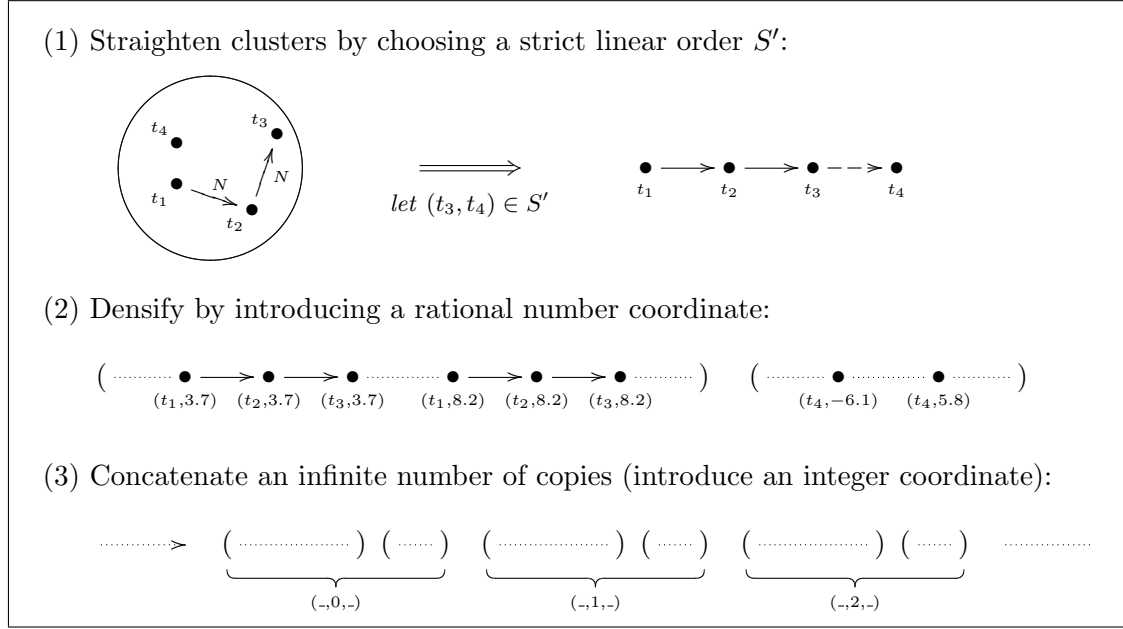 (1) Straighten clusters by choosing a strict linear order S′:
t4 t3
N N
t1 t2
let (t3, t4) ∈ S′
t1 t2 t3 t4
(2) Densify by introducing a rational number coordinate:
( ) ( )
(t1,3.7) (t2,3.7) (t3,3.7) (t1,8.2) (t2,8.2) (t3,8.2) (t4,−6.1) (t4,5.8)
(3) Concatenate an infinite number of copies (introduce an integer coordinate):
( ) ( ) ( ) ( ) ( ) ( )
(_,0,_) (_,1,_) (_,2,_)